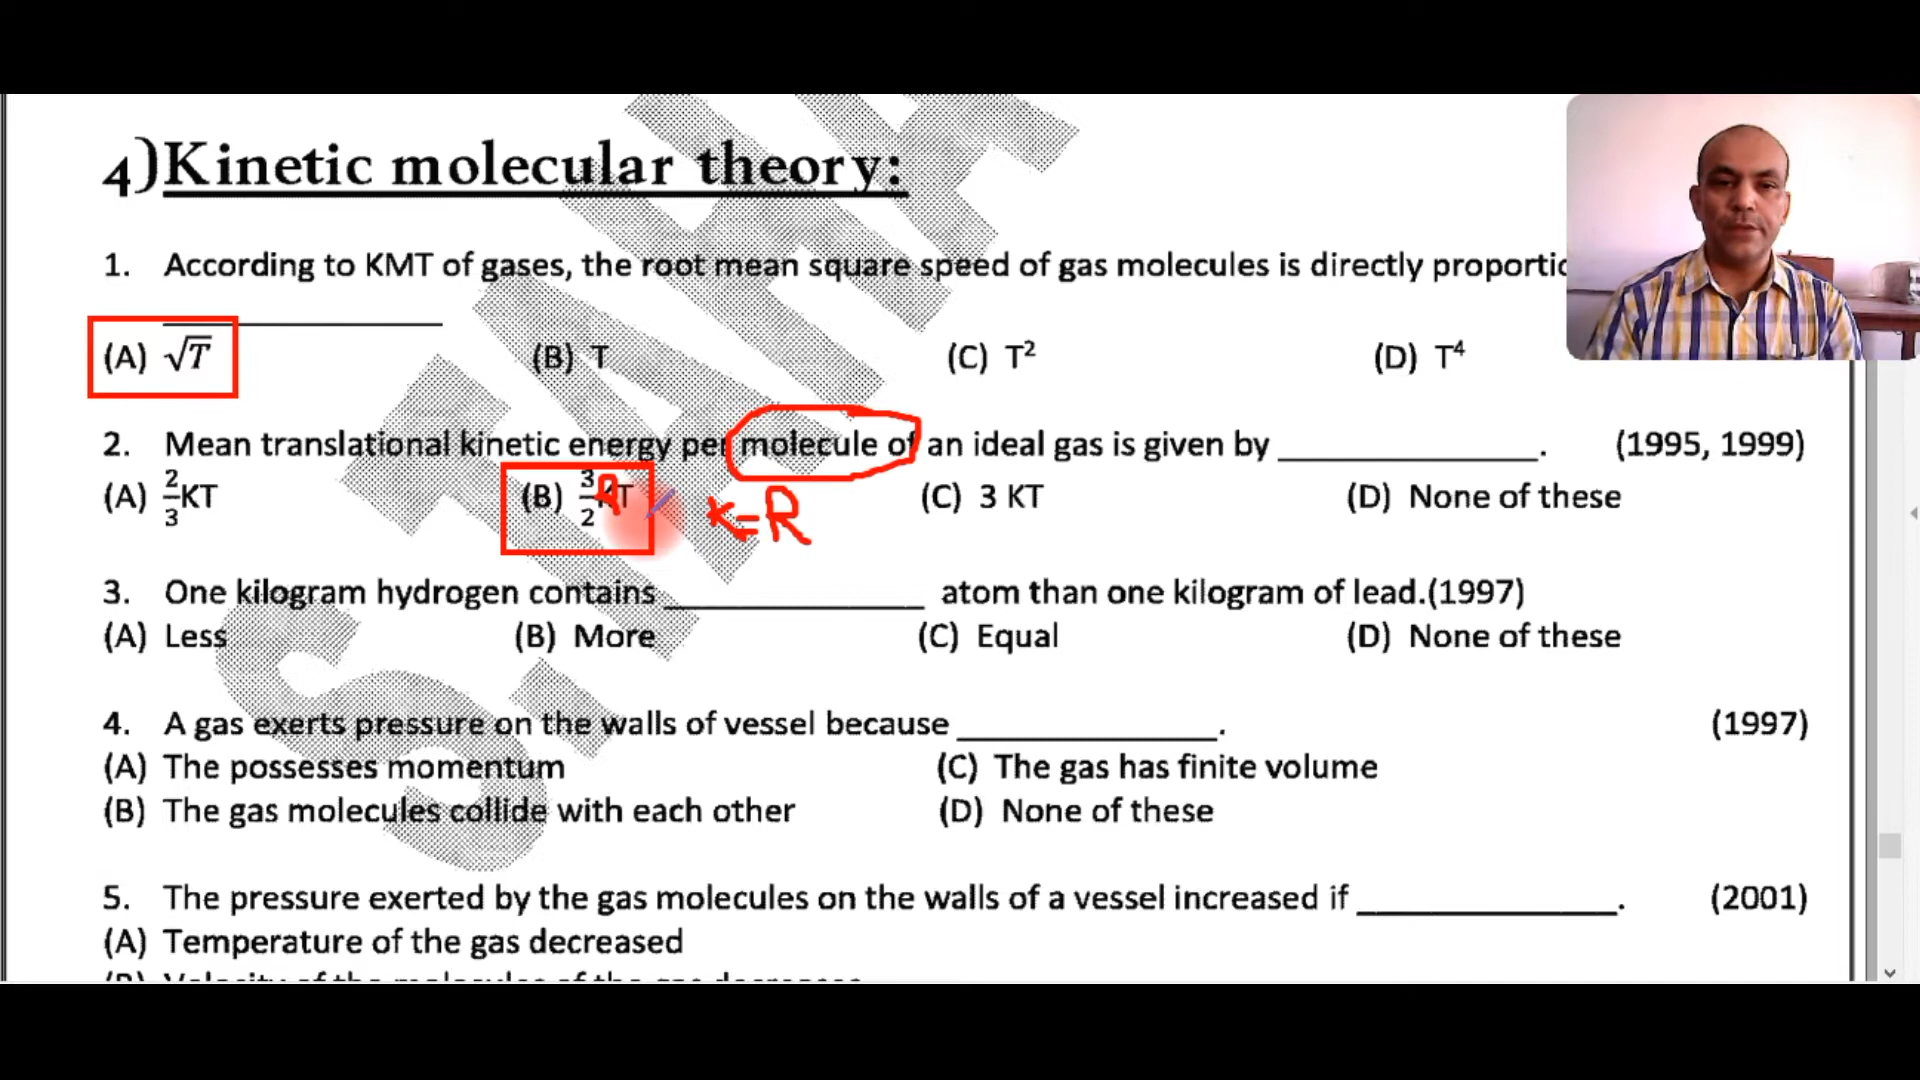 4) Kinetic molecular theory:
1. According to KMT of gases, the root mean square speed of gas molecules is directly
(A) √T (B) T (C) T² (D) T⁴
2. Mean translational kinetic energy per molecule of an ideal gas is given by ______________. (1995, 1999)
(A) 2/3 KT (B) 3/2 KT R K=R (C) 3 KT (D) None of these
3. One kilogram hydrogen contains ______________ atom than one kilogram of lead.(1997)
(A) Less (B) More (C) Equal (D) None of these
4. A gas exerts pressure on the walls of vessel because ______________. (1997)
(A) The possesses momentum (C) The gas has finite volume
(B) The gas molecules collide with each other (D) None of these
5. The pressure exerted by the gas molecules on the walls of a vessel increased if ______________. (2001)
(A) Temperature of the gas decreased